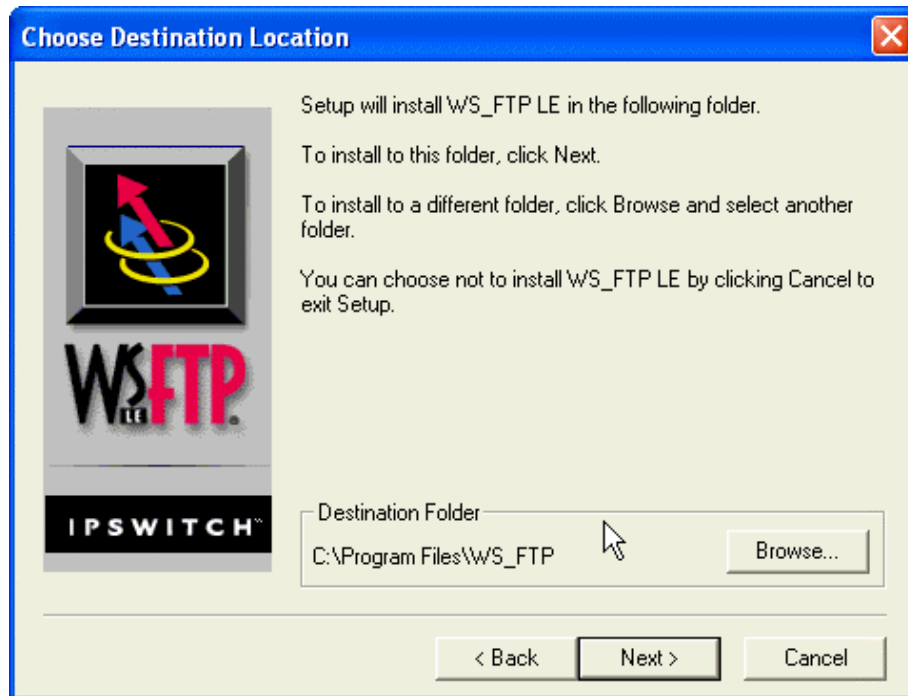 Choose Destination Location
Setup will install WS_FTP LE in the following folder.
To install to this folder, click Next.
To install to a different folder, click Browse and select another
folder.
You can choose not to install WS_FTP LE by clicking Cancel to
exit Setup.
WS FTP®
LE
IPSWITCH™
Destination Folder
C:\Program Files\WS_FTP
Browse...
< Back
Next >
Cancel